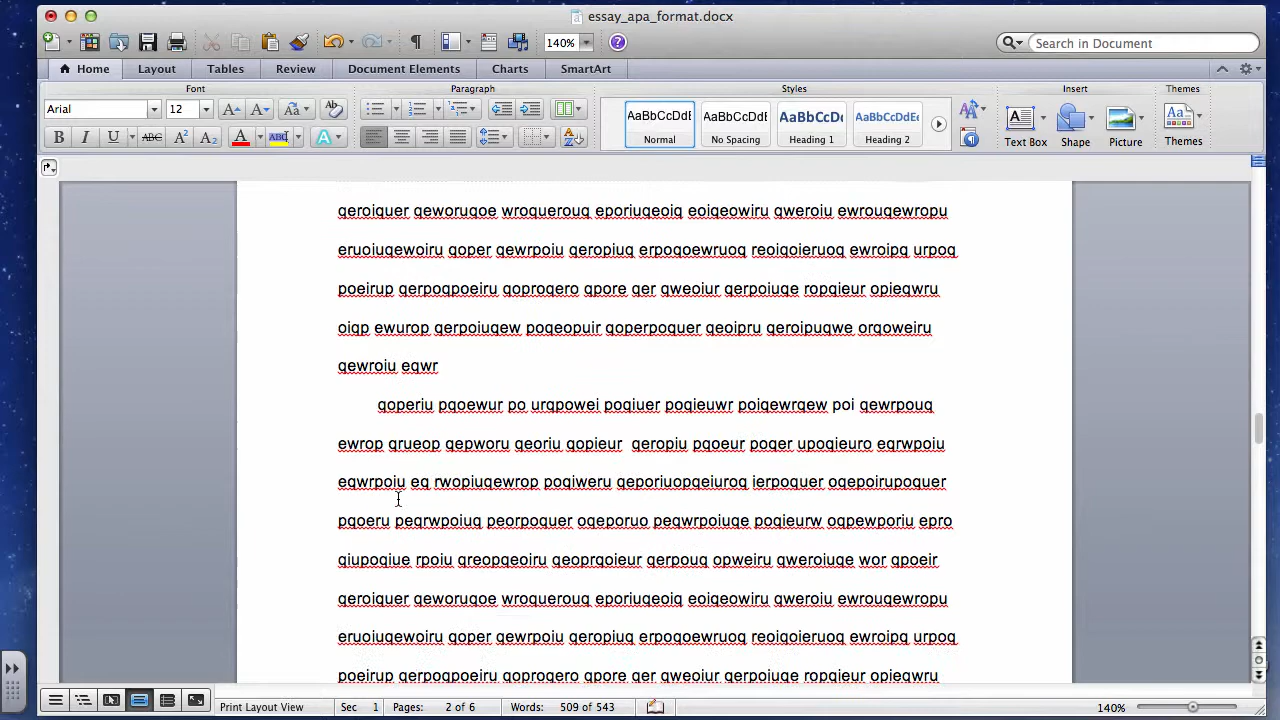 essay_apa_format.docx
140%
Search in Document
Home Layout Tables Review Document Elements Charts SmartArt
Font Paragraph Styles Insert Themes
Arial 12
AaBbCcDdE AaBbCcDc AaBbCcDc AaBbCcDdEe
Normal No Spacing Heading 1 Heading 2 Text Box Shape Picture Themes
qeroiquer qeworuqoe wroquerouq eporiuqeoiq eoiqeowiru qweroiu ewrouqewropu
eruoiuqewoiru qoper qewrpoiu qeropiuq erpoqoewruoq reoiqoieruoq ewroipq urpoq
poeirup qerpoqpoeiru qoproqero qpore qer qweoiur qerpoiuqe ropqieur opieqwru
oiqp ewurop qerpoiuqew poqeopuir qoperpoquer qeoipru qeroipuqwe orqoweiru
qewroiu eqwr
qoperiu pqoewur po urqpowei poqiuer poqieuwr poiqewrqew poi qewrpouq
ewrop qrueop qepworu qeoriu qopieur qeropiu pqoeur poqer upoqieuro eqrwpoiu
eqwrpoiu eq rwopiuqewrop poqiweru qeporiuopqeiuroq ierpoquer oqepoirupoquer
pqoeru peqrwpoiuq peorpoquer oqeporuo peqwrpoiuqe poqieurw oqpewporiu epro
qiupoqiue rpoiu qreopqeoiru qeoprqoieur qerpouq opweiru qweroiuqe wor qpoeir
qeroiquer qeworuqoe wroquerouq eporiuqeoiq eoiqeowiru qweroiu ewrouqewropu
eruoiuqewoiru qoper qewrpoiu qeropiuq erpoqoewruoq reoiqoieruoq ewroipq urpoq
poeirup qerpoqpoeiru qoproqero qpore qer qweoiur qerpoiuqe ropqieur opieqwru
Print Layout View Sec 1 Pages: 2 of 6 Words: 509 of 543 140%